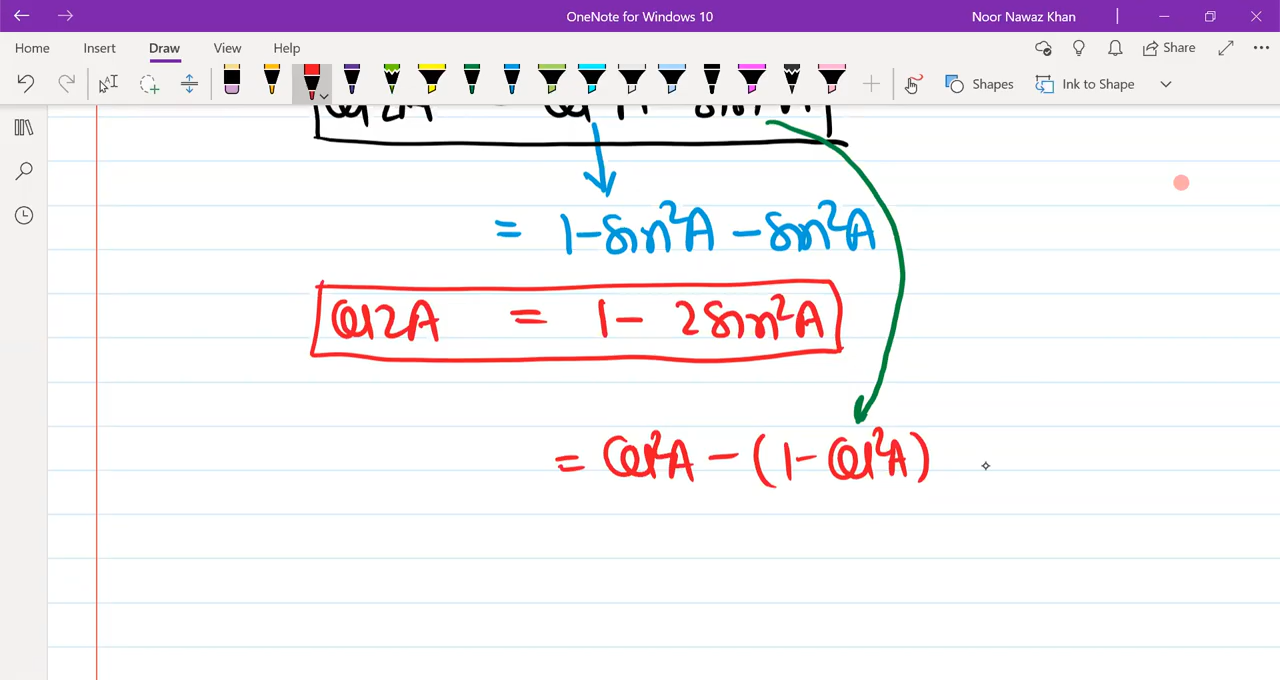 OneNote for Windows 10
Noor Nawaz Khan
Home Insert Draw View Help
Share
Shapes
Ink to Shape
= 1-sin²A - sin²A
cos2A = 1 - 2sin²A
= cos²A - (1 - cos²A)